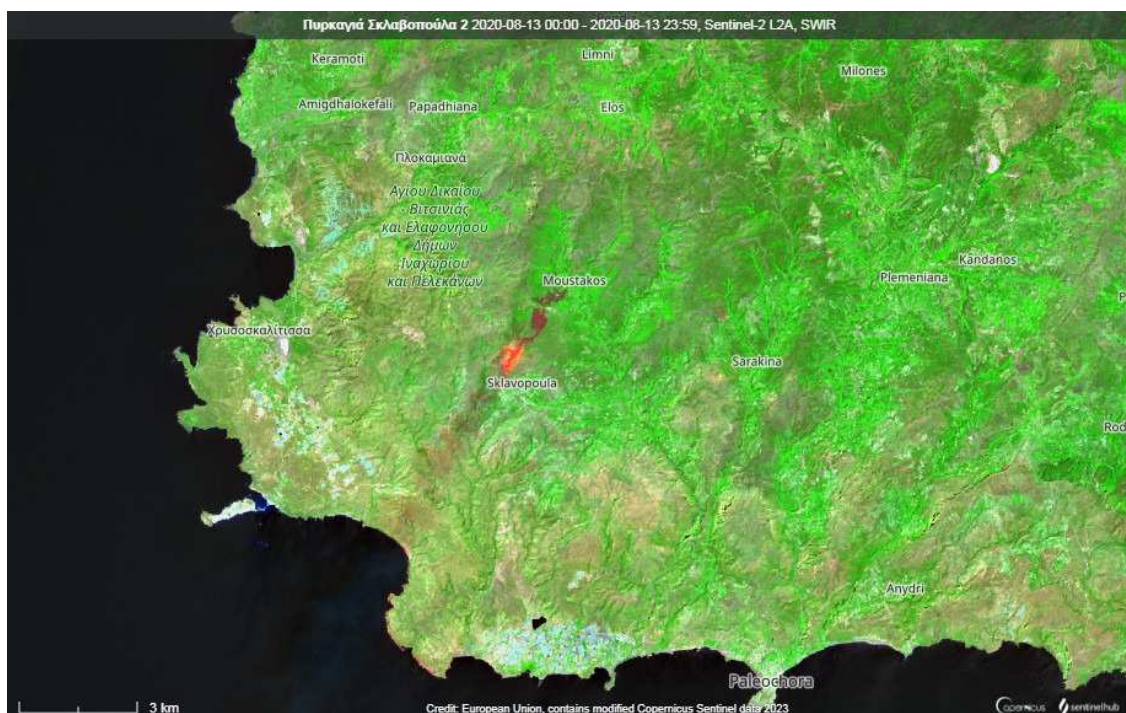 Πυρκαγιά Σκλαβοπούλα 2 2020-08-13 00:00 - 2020-08-13 23:59, Sentinel-2 L2A, SWIR
Keramoti
Limni
Milones
Amigdhalokefali
Papadhiana
Elos
Πλοκαμιανά
Αγίου Δικαίου
Βιτσινιάς
και Ελαφονήσου
Δήμων
Ιναχωρίου
και Πελεκάνων
Kandanos
Plemeniana
Moustakos
P
Χρυσοσκαλίτισσα
Sarakina
Sklavopoula
Rod
Anydri
Paleochora
3 km
Credit: European Union, contains modified Copernicus Sentinel data 2023
opernicus
sentinelhub